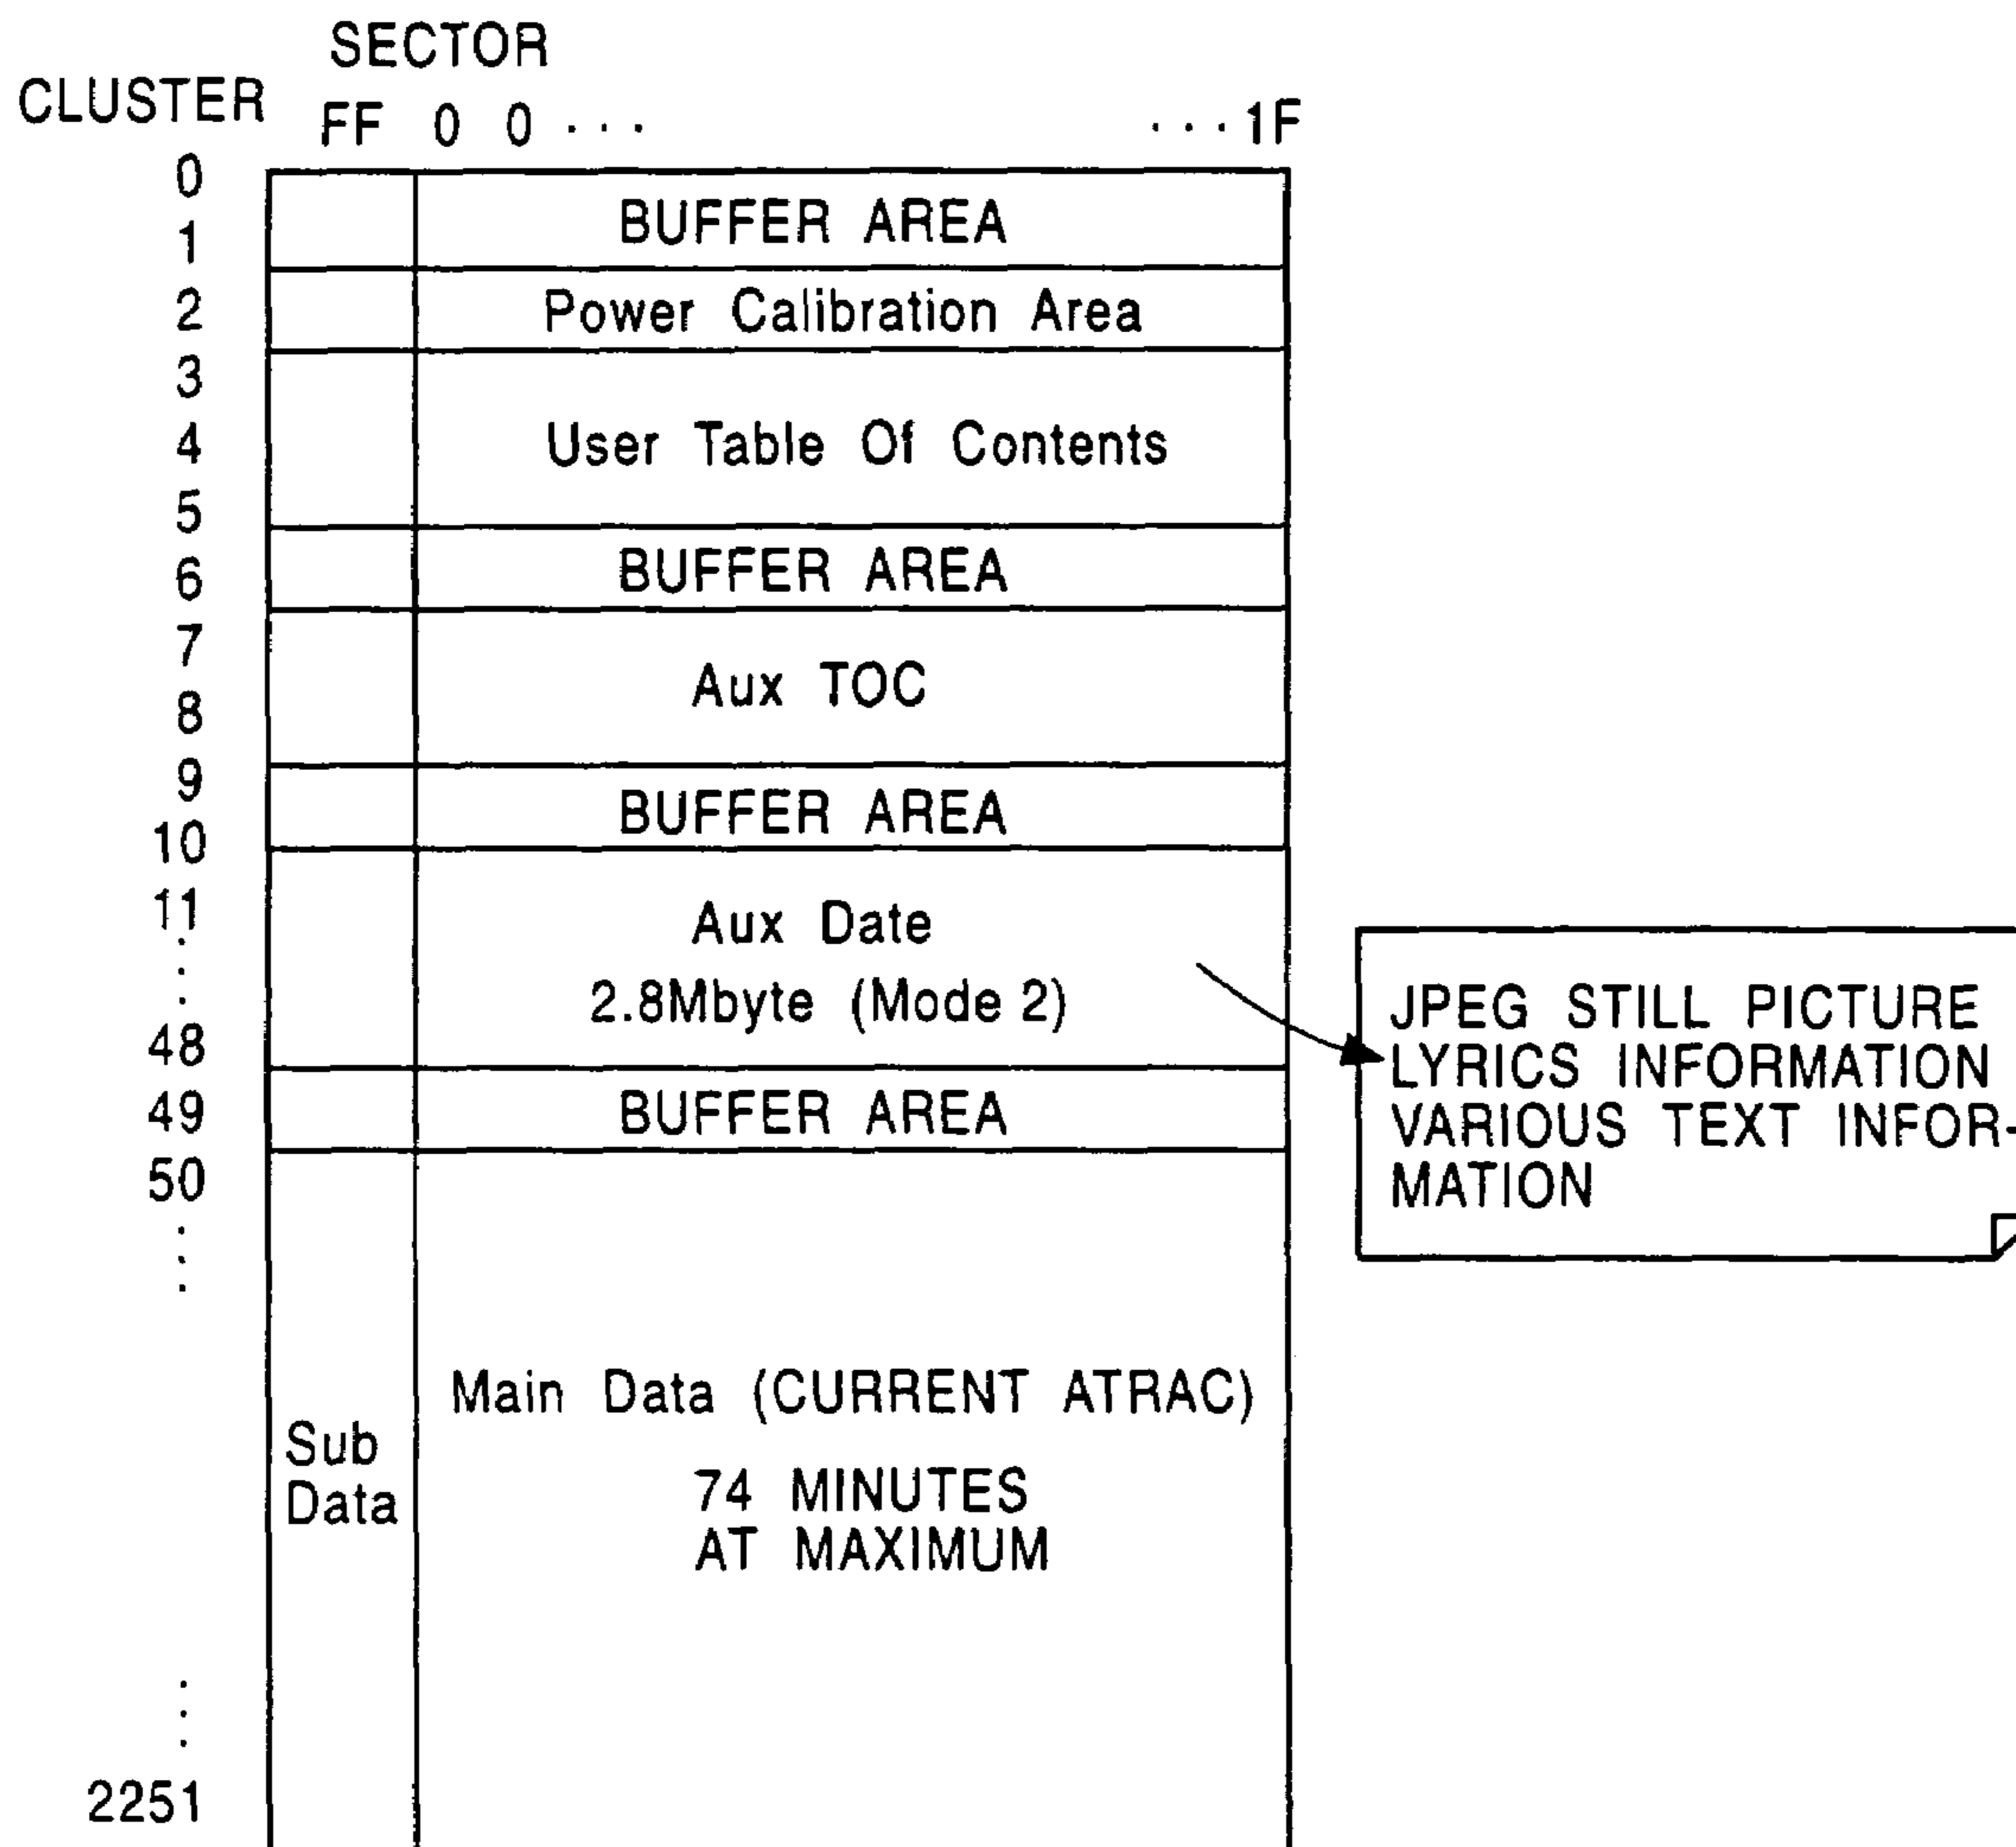 SECTOR
CLUSTER
FF 0 0 ... ...1F
0
1
BUFFER AREA
2
Power Calibration Area
3
4
User Table Of Contents
5
6
BUFFER AREA
7
8
Aux TOC
9
10
BUFFER AREA
11
48
Aux Date
2.8Mbyte (Mode 2)
JPEG STILL PICTURE
LYRICS INFORMATION
VARIOUS TEXT INFOR-
MATION
49
BUFFER AREA
50
2251
Sub
Data
Main Data (CURRENT ATRAC)
74 MINUTES
AT MAXIMUM